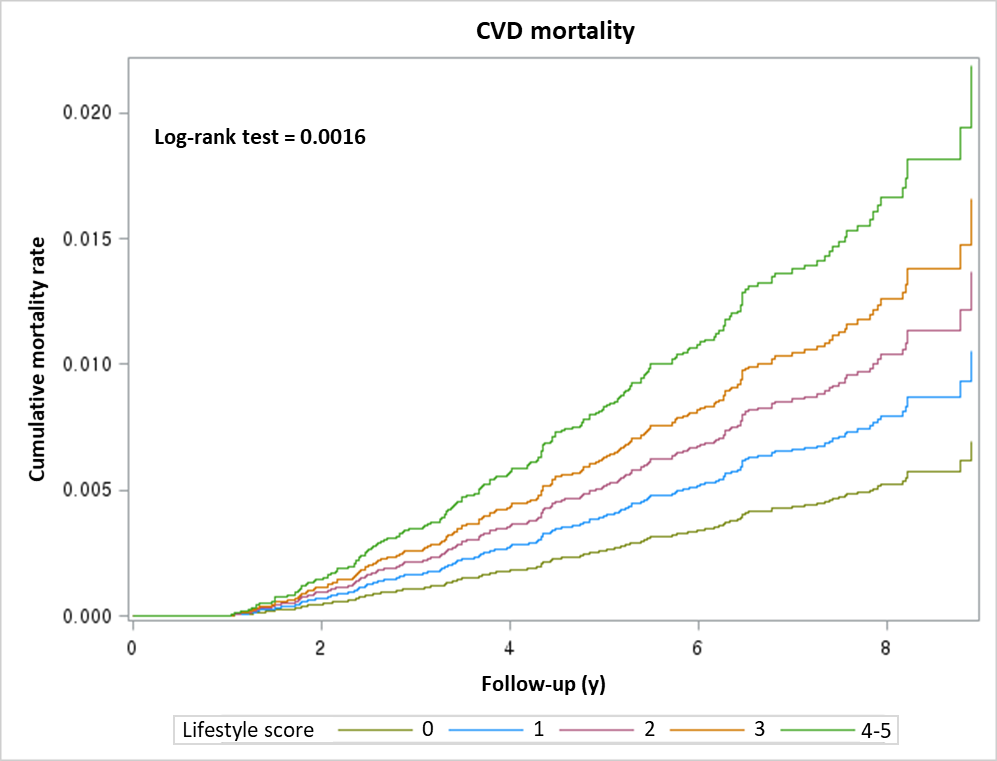 CVD mortality
Log-rank test = 0.0016
Cumulative mortality rate
0.020
0.015
0.010
0.005
0.000
0 2 4 6 8
Follow-up (y)
Lifestyle score 0 1 2 3 4-5